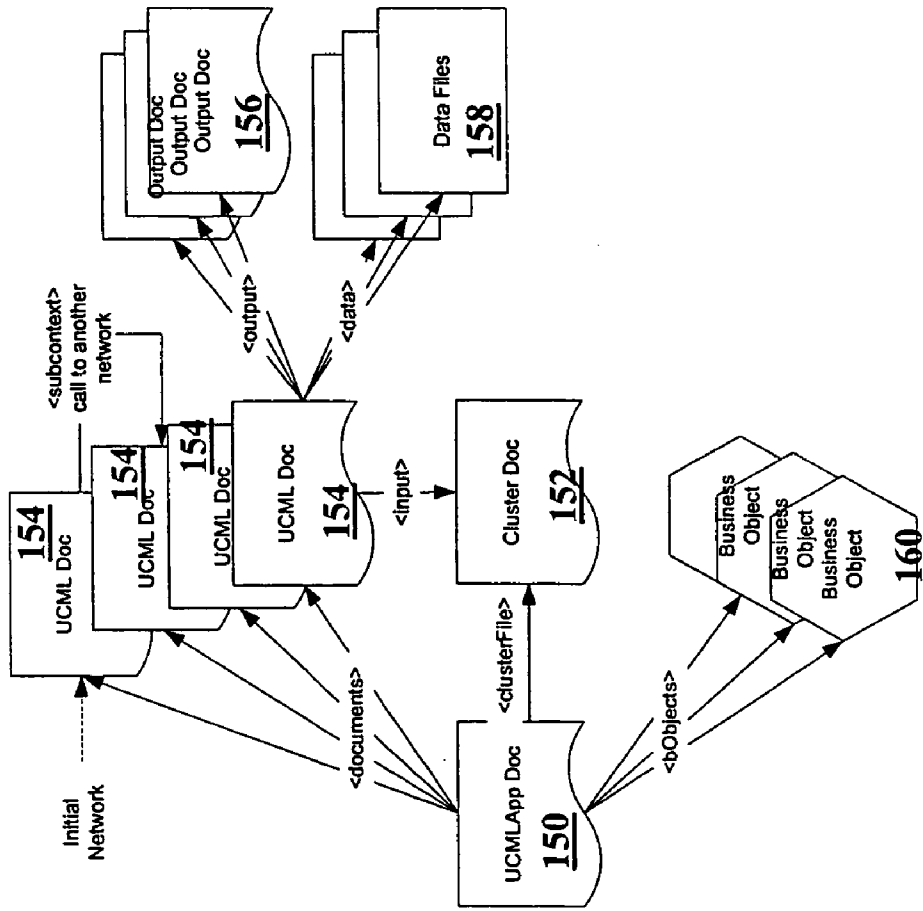 Initial
Network
154
UCML Doc
<subcontext>
call to another
network
154
UCML Doc
154
UCML Doc
UCML Doc
154
<documents>
<output>
Output Doc
Output Doc
Output Doc
156
<data>
Data Files
158
<input>
UCMLApp Doc
150
<clusterFile>
Cluster Doc
152
<bObjects>
Business
Object
Business
Object
Business
Object
160